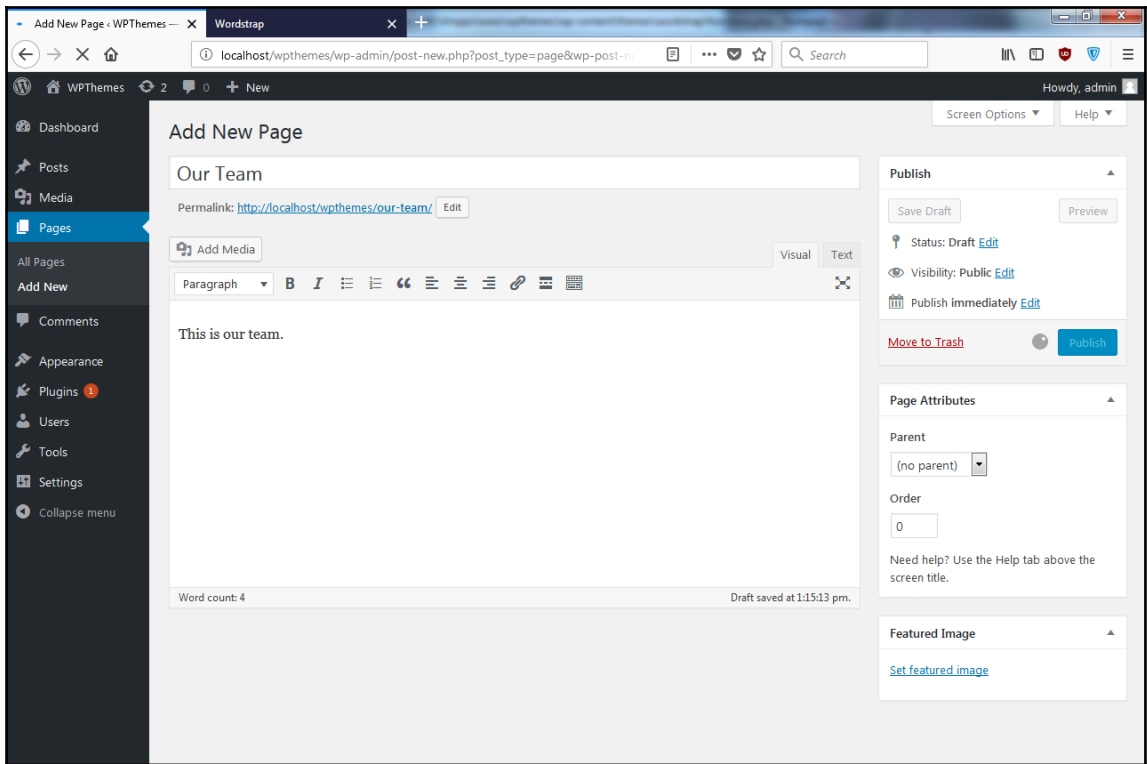 Add New Page ‹ WPThemes —
Wordstrap
localhost/wpthemes/wp-admin/post-new.php?post_type=page&wp-post-n
Search
WPThemes 2 0 + New
Howdy, admin
Screen Options Help
Dashboard
Posts
Media
Pages
All Pages
Add New
Comments
Appearance
Plugins 1
Users
Tools
Settings
Collapse menu
Add New Page
Our Team
Permalink: http://localhost/wpthemes/our-team/ Edit
Add Media
Visual Text
Paragraph B I
This is our team.
Word count: 4
Draft saved at 1:15:13 pm.
Publish
Save Draft Preview
Status: Draft Edit
Visibility: Public Edit
Publish immediately Edit
Move to Trash Publish
Page Attributes
Parent
(no parent)
Order
0
Need help? Use the Help tab above the
screen title.
Featured Image
Set featured image